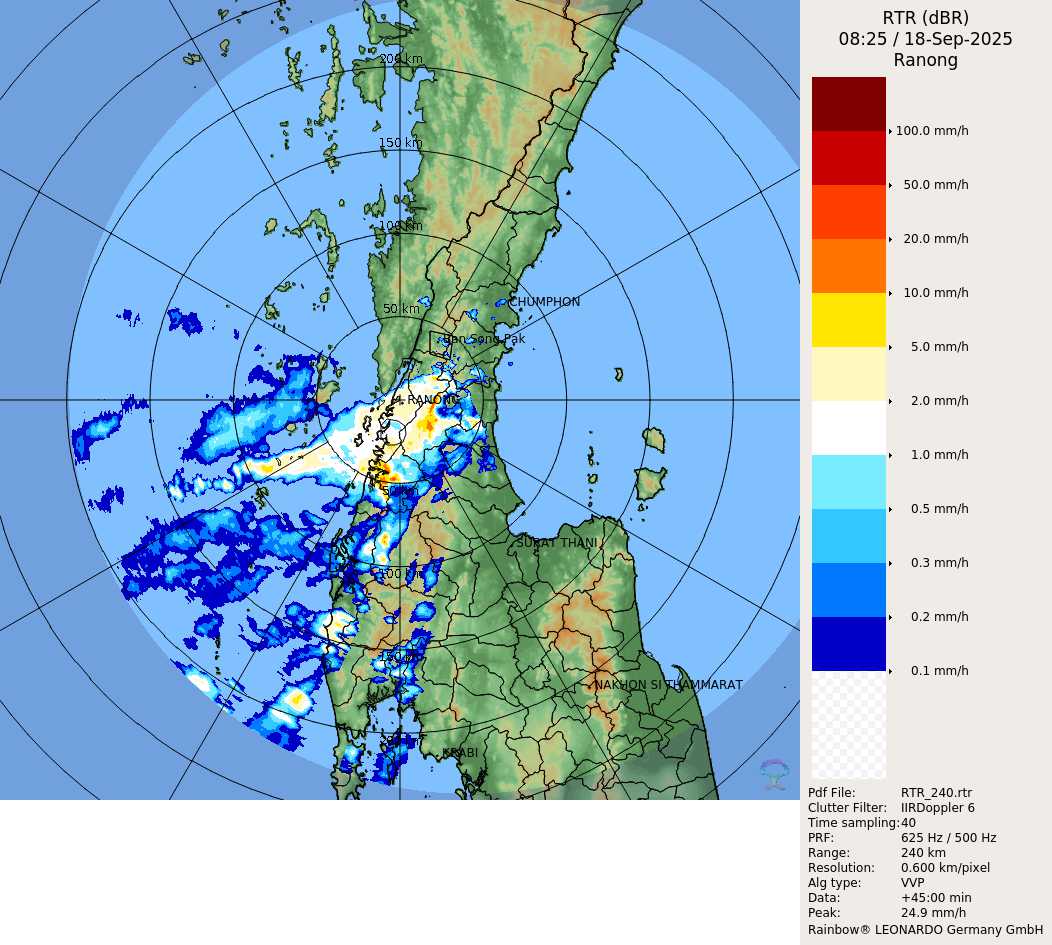 RTR (dBR)
08:25 / 18-Sep-2025
Ranong
200 km
150 km
100 km
50 km
CHUMPHON
Ban Song Pak
RANONG
50 km
SURAT THANI
100 km
150 km
NAKHON SI THAMMARAT
KRABI
100.0 mm/h
50.0 mm/h
20.0 mm/h
10.0 mm/h
5.0 mm/h
2.0 mm/h
1.0 mm/h
0.5 mm/h
0.3 mm/h
0.2 mm/h
0.1 mm/h
Pdf File: RTR_240.rtr
Clutter Filter: IIRDoppler 6
Time sampling:40
PRF: 625 Hz / 500 Hz
Range: 240 km
Resolution: 0.600 km/pixel
Alg type: VVP
Data: +45:00 min
Peak: 24.9 mm/h
Rainbow® LEONARDO Germany GmbH